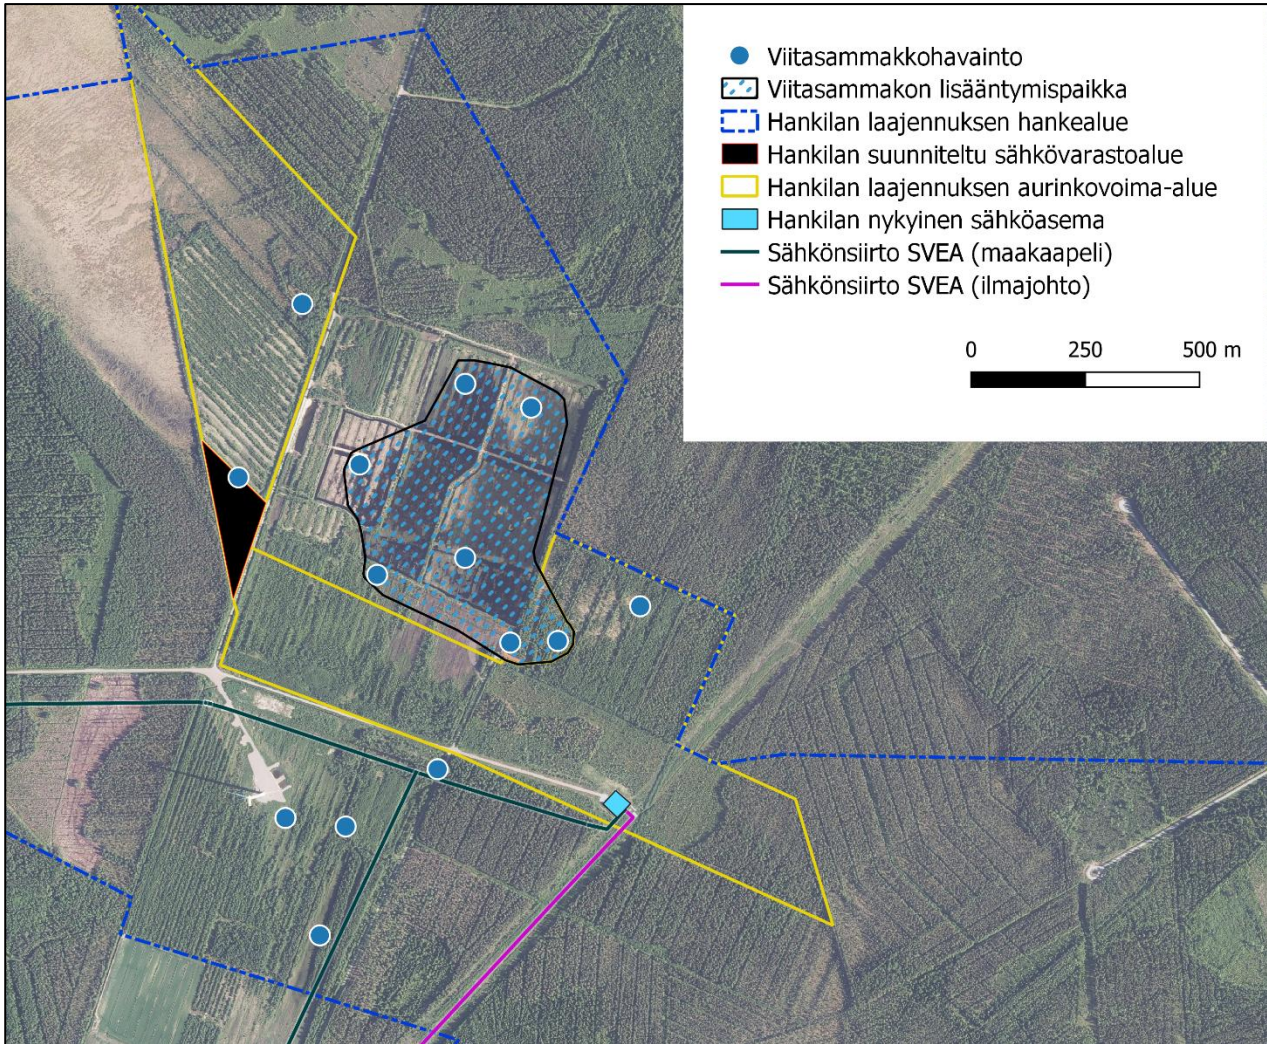 Viitasammakkohavainto
Viitasammakon lisääntymispaikka
Hankilan laajennuksen hankealue
Hankilan suunniteltu sähkövarastoalue
Hankilan laajennuksen aurinkovoima-alue
Hankilan nykyinen sähköasema
Sähkönsiirto SVEA (maakaapeli)
Sähkönsiirto SVEA (ilmajohto)
0 250 500 m